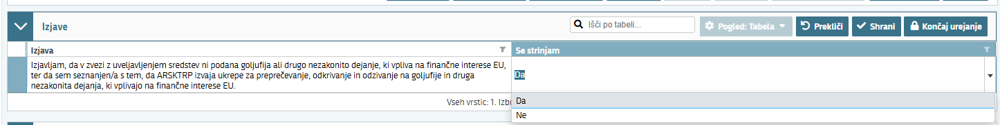 Izjave
Išči po tabeli...
Pogled: Tabela
Prekliči
Shrani
Končaj urejanje
Izjava
Se strinjam
Izjavljam, da v zvezi z uveljavljenjem sredstev ni podana goljufija ali drugo nezakonito dejanje, ki vpliva na finančne interese EU,
ter da sem seznanjen/a s tem, da ARSKTRP izvaja ukrepe za preprečevanje, odkrivanje in odzivanje na goljufije in druga
nezakonita dejanja, ki vplivajo na finančne interese EU.
Da
Da
Ne
Vseh vrstic: 1.